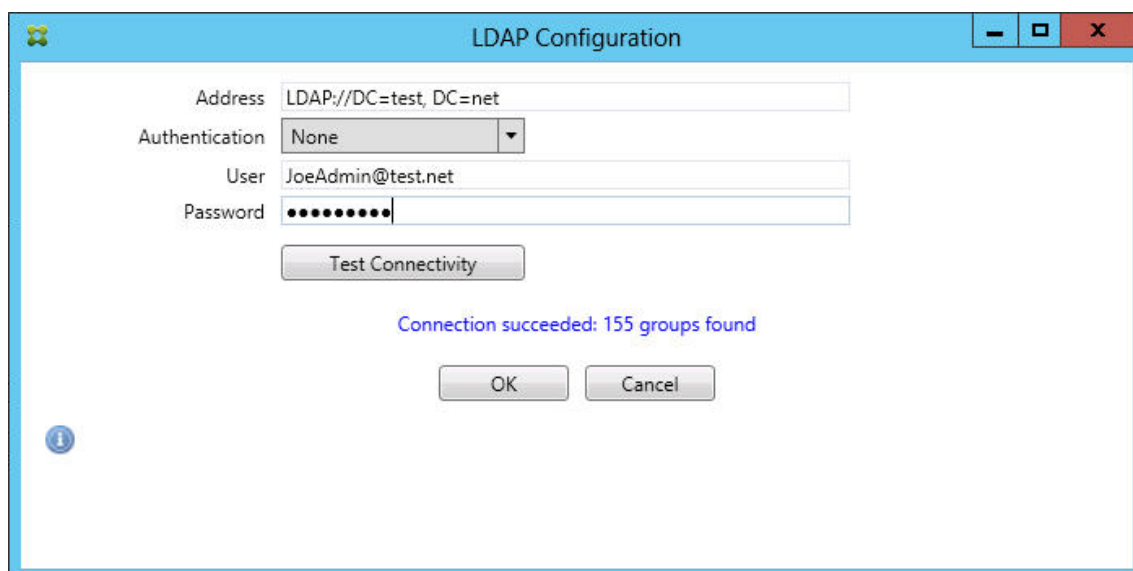 LDAP Configuration
Address LDAP://DC=test, DC=net
Authentication None
User JoeAdmin@test.net
Password •••••••••
Test Connectivity
Connection succeeded: 155 groups found
OK Cancel